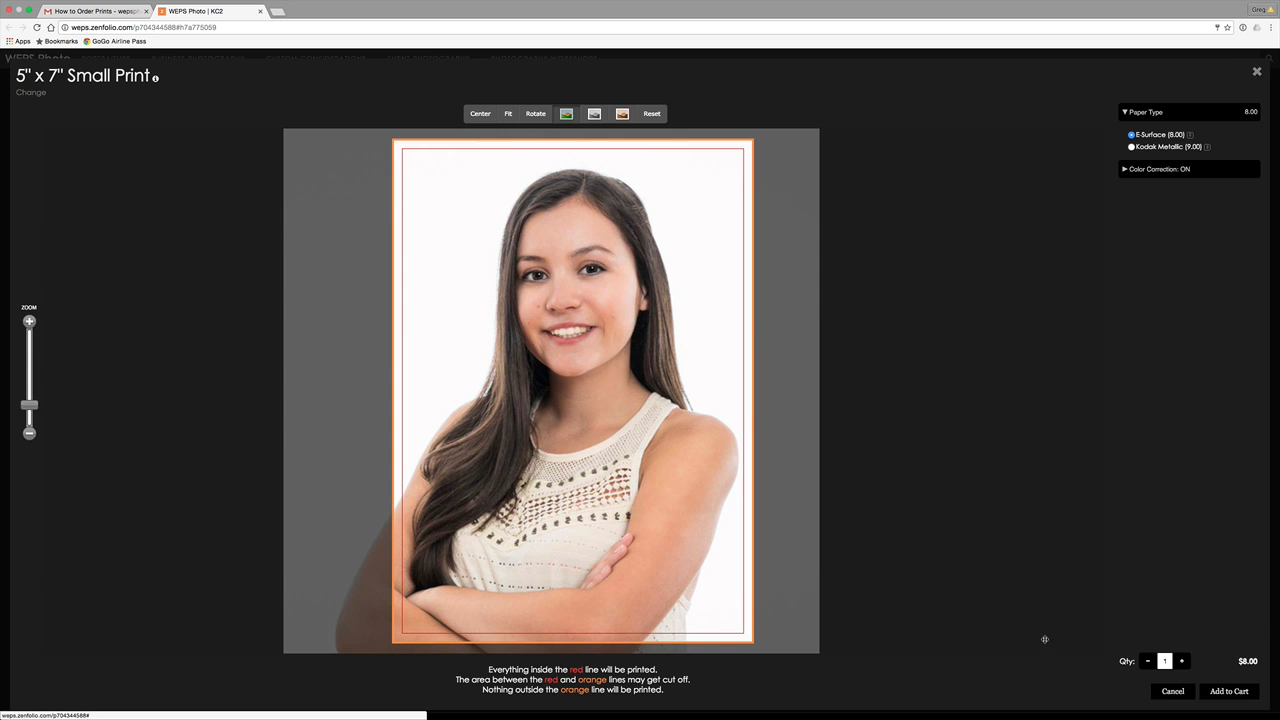 How to Order Prints - wepsph
WEPS Photo | KC2
Greg
weps.zenfolio.com/p704344588#h7a775059
Apps
Bookmarks
GoGo Airline Pass
WEPS Photo
5" x 7" Small Print
Change
Center
Fit
Rotate
Reset
Paper Type
8.00
E-Surface (8.00)
Kodak Metallic (9.00)
Color Correction: ON
ZOOM
Everything inside the red line will be printed.
The area between the red and orange lines may get cut off.
Nothing outside the orange line will be printed.
Qty:
1
$8.00
Cancel
Add to Cart
weps.zenfolio.com/p704344588#